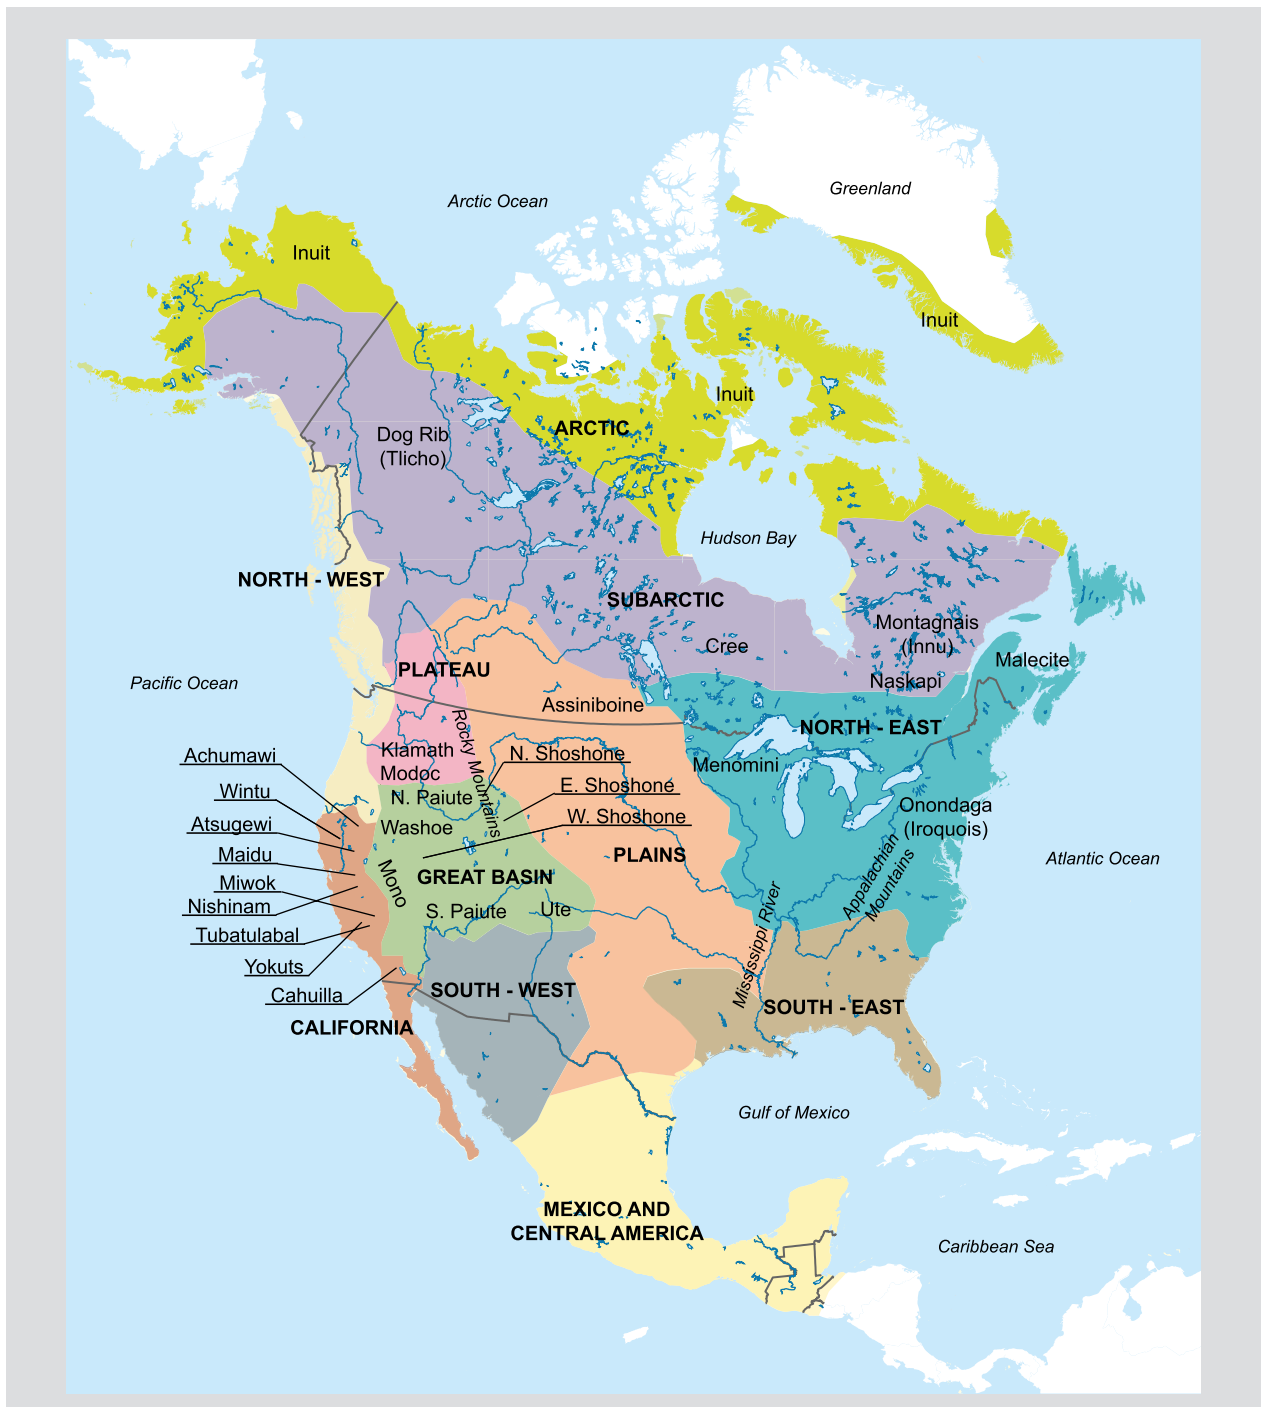 Arctic Ocean
Greenland
Inuit
Inuit
Inuit
ARCTIC
Dog Rib
(Tlicho)
Hudson Bay
NORTH - WEST
SUBARCTIC
Montagnais
(Innu)
Cree
Malecite
PLATEAU
Naskapi
Pacific Ocean
Assiniboine
NORTH - EAST
Rocky Mountains
Klamath
Modoc
N. Shoshone
Menomini
Achumawi
E. Shoshone
Wintu
N. Paiute
Onondaga
(Iroquois)
W. Shoshone
Atsugewi
Washoe
Maidu
PLAINS
Atlantic Ocean
Appalachian
Mountains
Mono
GREAT BASIN
Miwok
Nishinam
S. Paiute
Ute
Mississippi River
Tubatulabal
Yokuts
Cahuilla
SOUTH - WEST
SOUTH - EAST
CALIFORNIA
Gulf of Mexico
MEXICO AND
CENTRAL AMERICA
Caribbean Sea